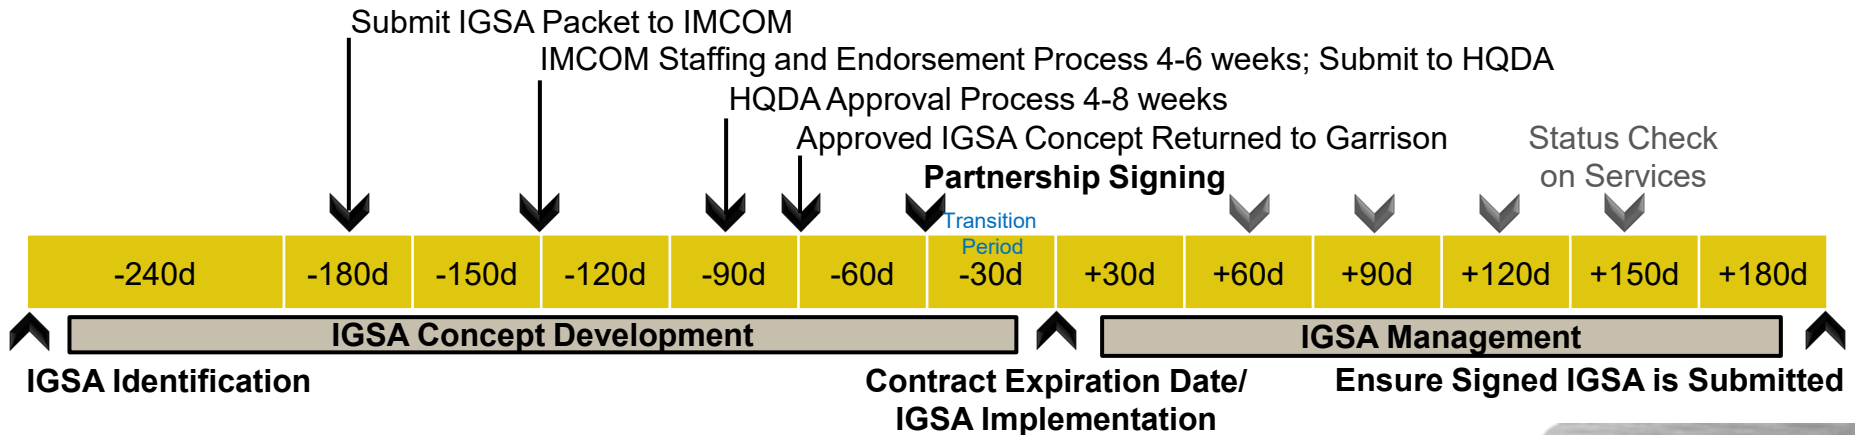 Submit IGSA Packet to IMCOM
IMCOM Staffing and Endorsement Process 4-6 weeks; Submit to HQDA
HQDA Approval Process 4-8 weeks
Approved IGSA Concept Returned to Garrison
Status Check
on Services
Partnership Signing
Transition
Period
-240d
-180d
-150d
-120d
-90d
-60d
-30d
+30d
+60d
+90d
+120d
+150d
+180d
IGSA Concept Development
IGSA Management
IGSA Identification
Contract Expiration Date/
IGSA Implementation
Ensure Signed IGSA is Submitted